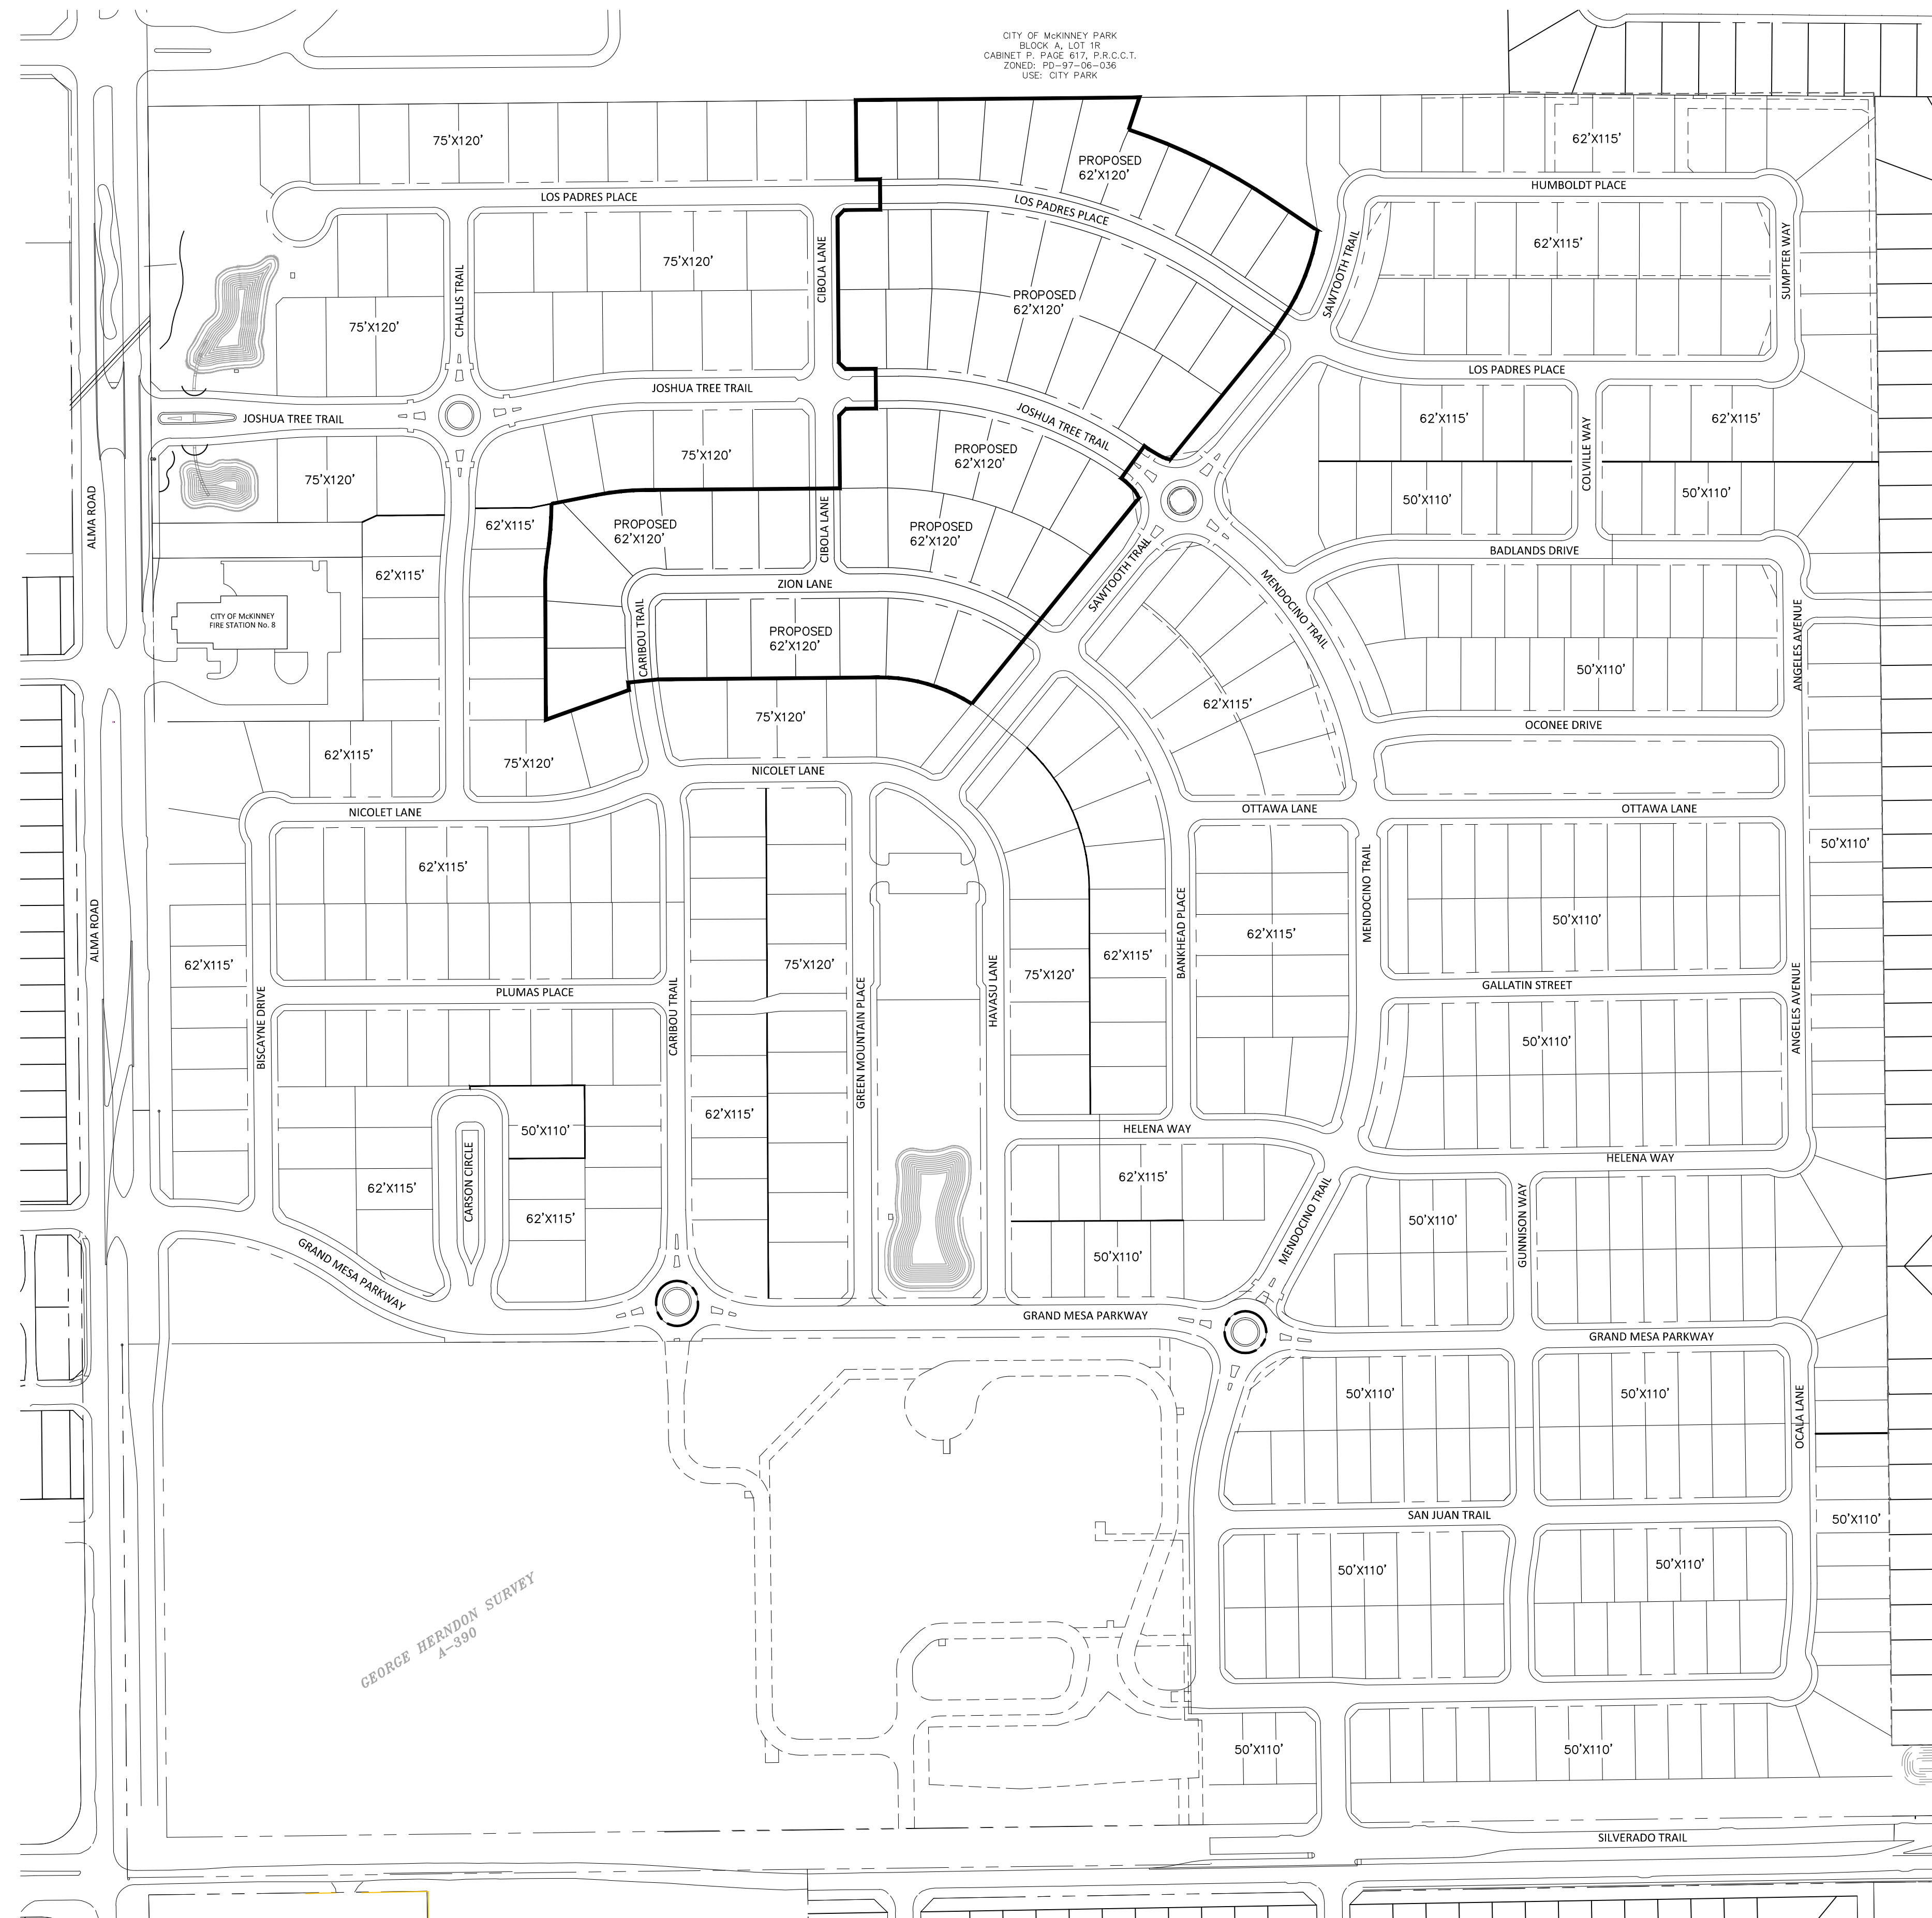 CITY OF McKINNEY PARK
BLOCK A, LOT 1R
CABINET P. PAGE 617, P.R.C.C.T.
ZONED: PD-97-06-036
USE: CITY PARK
75'X120'
PROPOSED
62'X120'
62'X115'
LOS PADRES PLACE
LOS PADRES PLACE
HUMBOLDT PLACE
CHALLIS TRAIL
75'X120'
CIBOLA LANE
SAWTOOTH TRAIL
62'X115'
SUMPTER WAY
75'X120'
PROPOSED
62'X120'
LOS PADRES PLACE
JOSHUA TREE TRAIL
JOSHUA TREE TRAIL
JOSHUA TREE TRAIL
62'X115'
COLVILLE WAY
62'X115'
75'X120'
75'X120'
PROPOSED
62'X120'
50'X110'
50'X110'
ALMA ROAD
62'X115'
PROPOSED
62'X120'
CIBOLA LANE
PROPOSED
62'X120'
BADLANDS DRIVE
62'X115'
ZION LANE
SAWTOOTH TRAIL
MENDOCINO TRAIL
CITY OF McKINNEY
FIRE STATION No. 8
CARIBOU TRAIL
PROPOSED
62'X120'
ANGELES AVENUE
50'X110'
62'X115'
75'X120'
OCONEE DRIVE
62'X115'
75'X120'
NICOLET LANE
NICOLET LANE
OTTAWA LANE
OTTAWA LANE
50'X110'
62'X115'
ALMA ROAD
MENDOCINO TRAIL
50'X110'
62'X115'
75'X120'
75'X120'
62'X115'
BANKHEAD PLACE
62'X115'
PLUMAS PLACE
GALLATIN STREET
BISCAYNE DRIVE
CARIBOU TRAIL
GREEN MOUNTAIN PLACE
HAVASU LANE
ANGELES AVENUE
50'X110'
62'X115'
50'X110'
HELENA WAY
HELENA WAY
CARSON CIRCLE
62'X115'
62'X115'
62'X115'
MENDOCINO TRAIL
50'X110'
GUNNISON WAY
50'X110'
GRAND MESA PARKWAY
GRAND MESA PARKWAY
GRAND MESA PARKWAY
50'X110'
50'X110'
OCALA LANE
SAN JUAN TRAIL
50'X110'
50'X110'
50'X110'
GEORGE HERNDON SURVEY
A-390
50'X110'
50'X110'
SILVERADO TRAIL